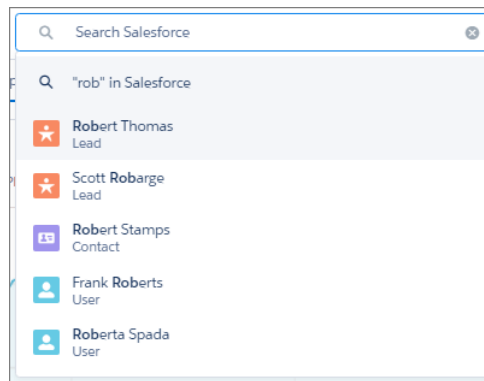 Search Salesforce
"rob" in Salesforce
Robert Thomas
Lead
Scott Robarge
Lead
Robert Stamps
Contact
Frank Roberts
User
Roberta Spada
User